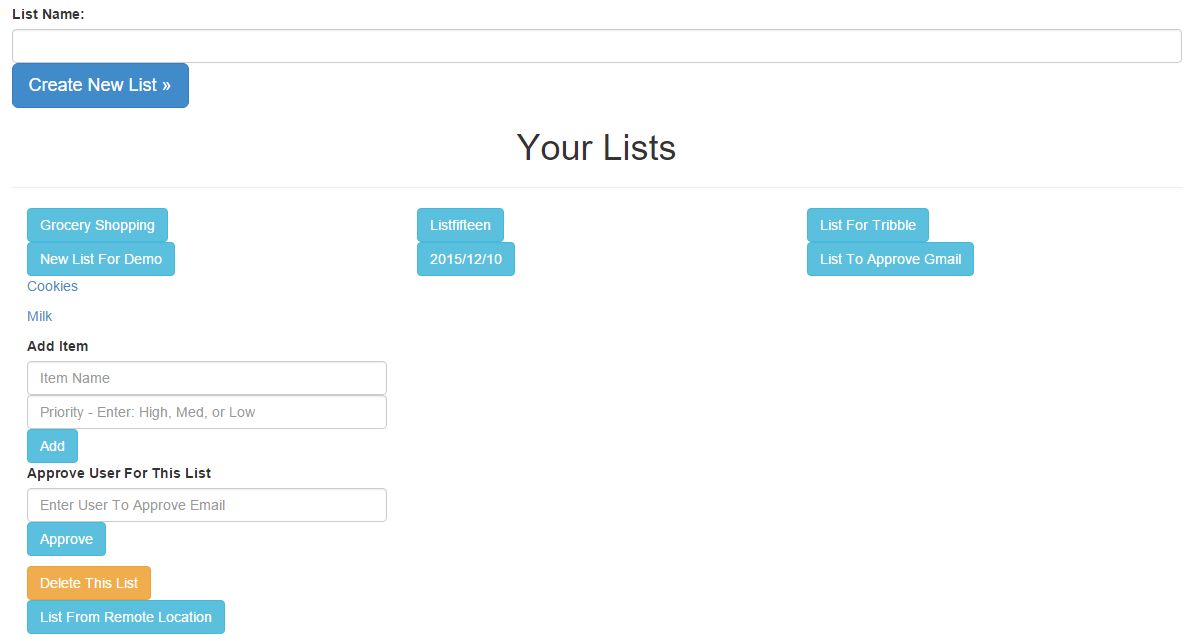 List Name:
Create New List »
Your Lists
Grocery Shopping
Listfifteen
List For Tribble
New List For Demo
2015/12/10
List To Approve Gmail
Cookies
Milk
Add Item
Item Name
Priority - Enter: High, Med, or Low
Add
Approve User For This List
Enter User To Approve Email
Approve
Delete This List
List From Remote Location